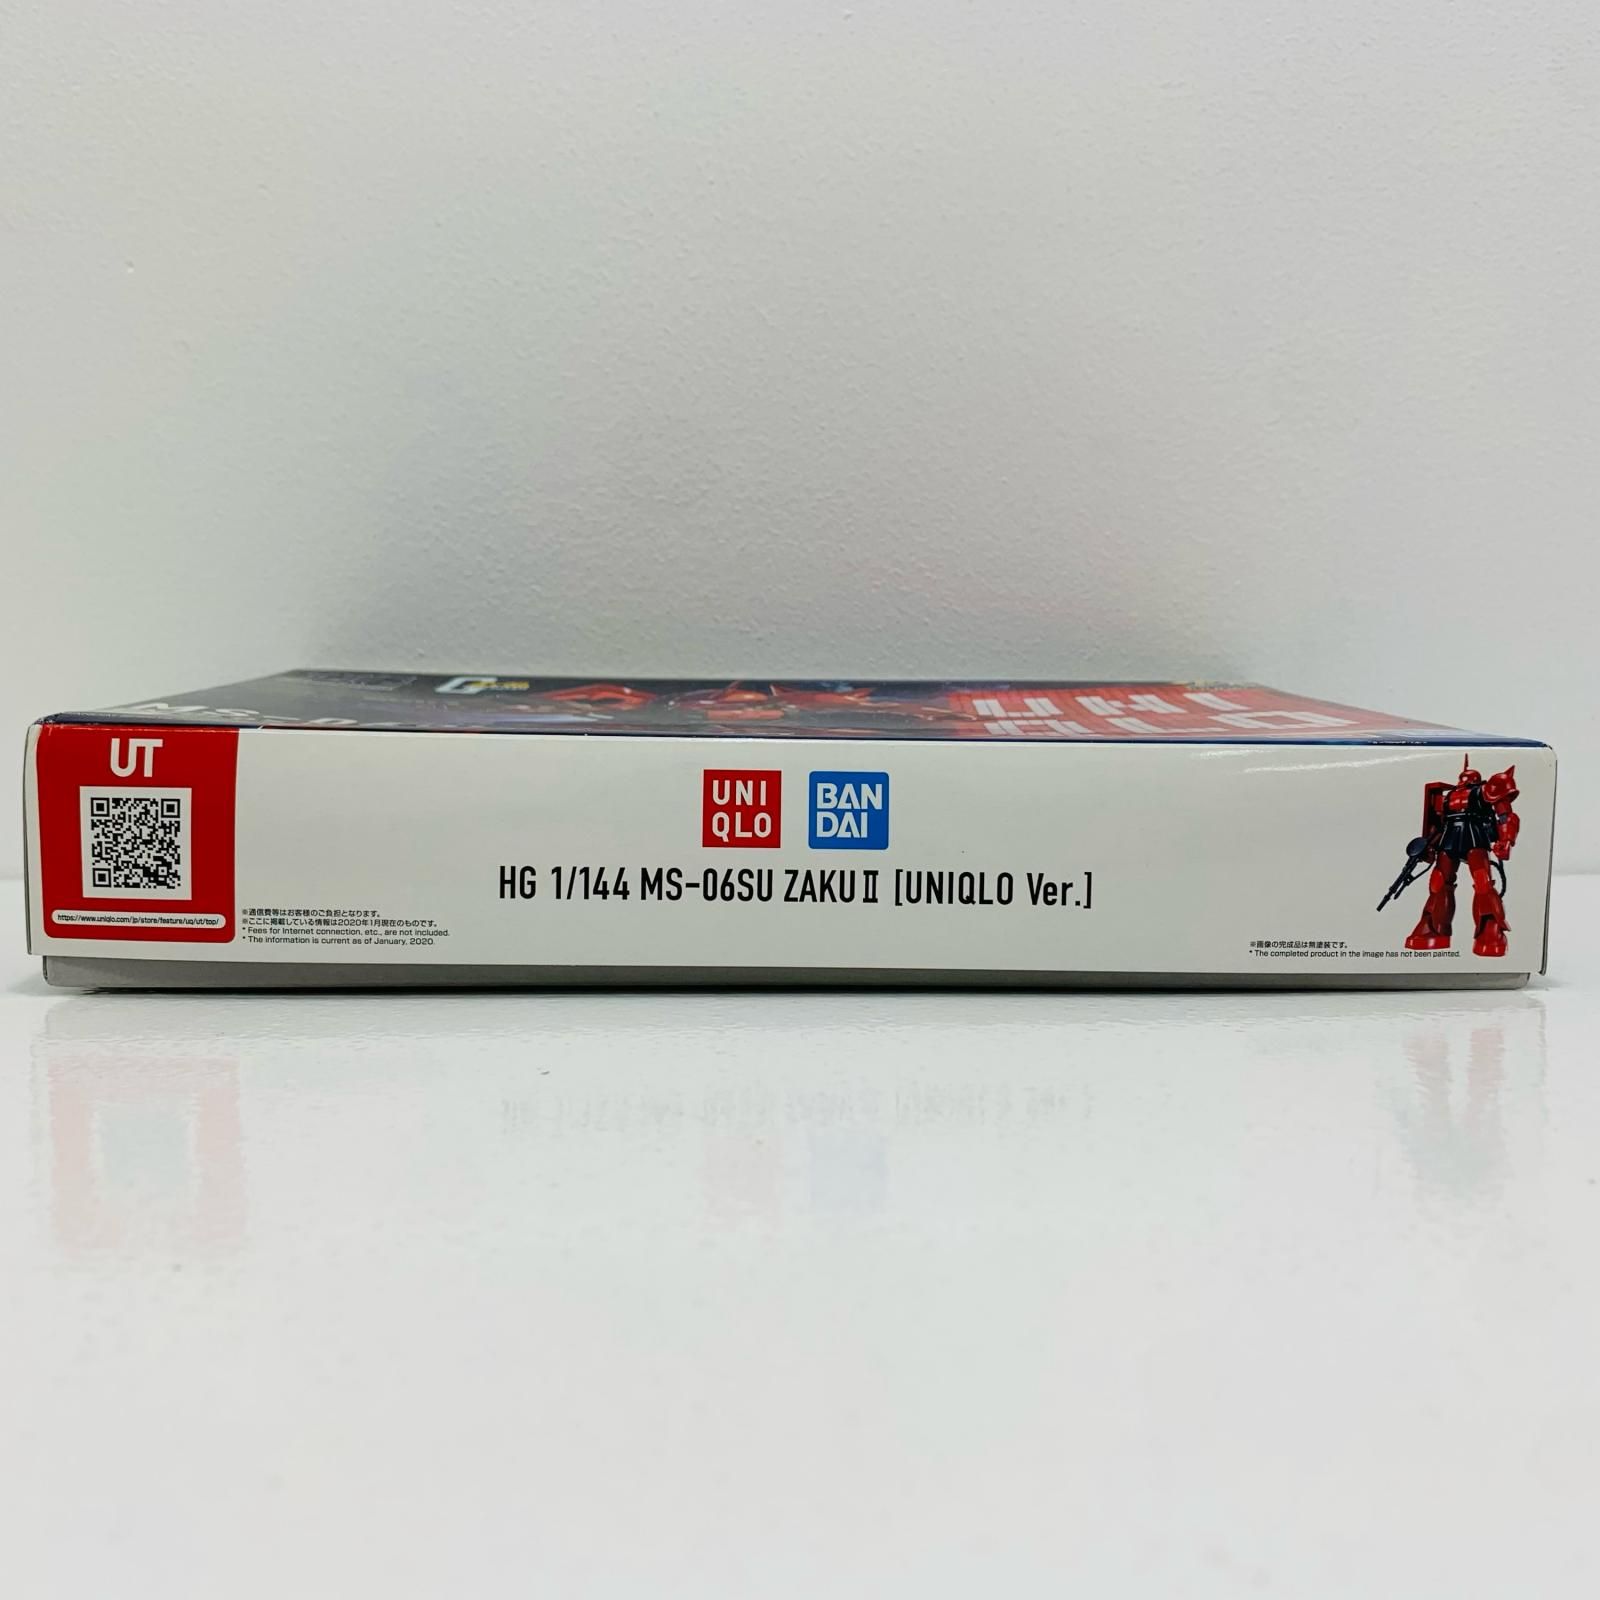 MS-06
GUNDAM
UT
https://www.uniqlo.com/jp/store/feature/uq/ut/top/
※通信費等はお客様のご負担となります。
※ここに掲載している情報は2020年1月現在のものです。
* Fees for Internet connection, etc., are not included.
* The information is current as of January, 2020.
UNI
QLO
BAN
DAI
HG 1/144 MS-06SU ZAKUⅡ [UNIQLO Ver.]
※画像の完成品は無塗装です。
* The completed product in the image has not been painted.